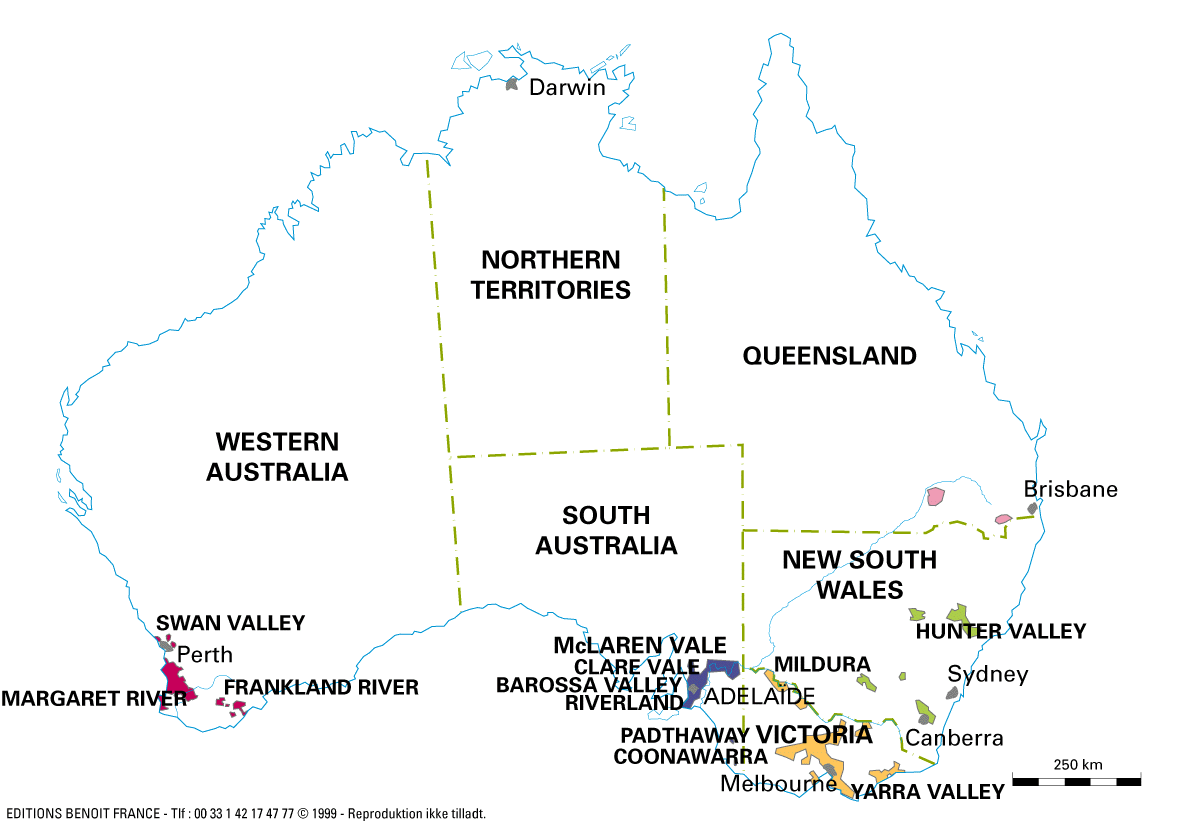 Darwin
NORTHERN
TERRITORIES
QUEENSLAND
WESTERN
AUSTRALIA
Brisbane
SOUTH
AUSTRALIA
NEW SOUTH
WALES
SWAN VALLEY
HUNTER VALLEY
McLAREN VALE
Perth
CLARE VALE
MILDURA
Sydney
BAROSSA VALLEY
FRANKLAND RIVER
MARGARET RIVER
ADELAIDE
RIVERLAND
PADTHAWAY
VICTORIA
Canberra
COONAWARRA
250 km
Melbourne
YARRA VALLEY
EDITIONS BENOIT FRANCE - Tlf : 00 33 1 42 17 47 77 © 1999 - Reproduktion ikke tilladt.